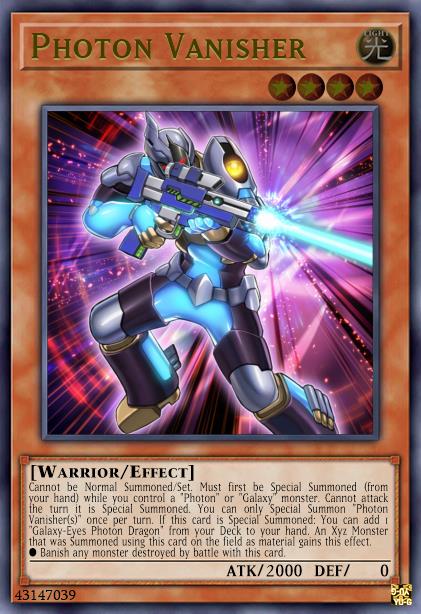 PHOTON VANISHER
LIGHT
光
[WARRIOR/EFFECT]
Cannot be Normal Summoned/Set. Must first be Special Summoned (from
your hand) while you control a "Photon" or "Galaxy" monster. Cannot attack
the turn it is Special Summoned. You can only Special Summon "Photon
Vanisher(s)" once per turn. If this card is Special Summoned: You can add 1
"Galaxy-Eyes Photon Dragon" from your Deck to your hand. An Xyz Monster
that was Summoned using this card on the field as material gains this effect.
● Banish any monster destroyed by battle with this card.
ATK/2000 DEF/ 0
43147039